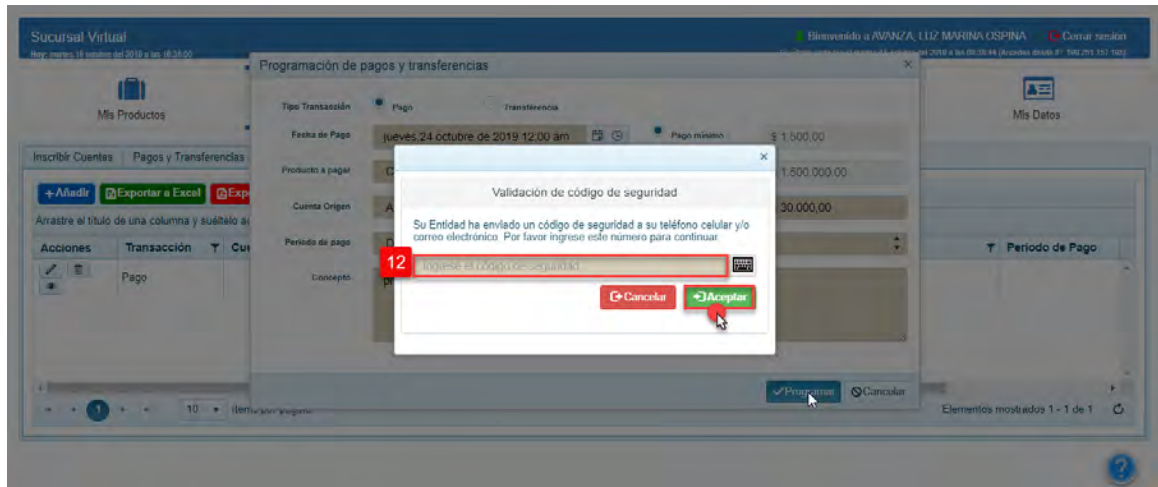 Sucursal Virtual
Bienvenido a AVANZA, LUZ MARINA OSPINA
Cerrar sesión
Programación de pagos y transferencias
×
Mis Productos
Mis Datos
Tipo Transacción
Pago
Transferencia
Fecha de Pago
jueves 24 octubre de 2019 12:00 am
Pago mínimo
$ 1.500,00
Inscribir Cuentas
Pagos y Transferencias
Producto a pagar
1.500.000,00
+Añadir
Exportar a Excel
Cuenta Origen
30.000,00
Arrastre el título de una columna y suéltelo
Periodo de pago
Acciones
Transacción
Periodo de Pago
Pago
Concepto
×
Validación de código de seguridad
Su Entidad ha enviado un código de seguridad a su teléfono celular y/o
correo electrónico. Por favor ingrese este número para continuar
12
Ingrese el código de seguridad
Cancelar
Aceptar
Programar
Cancelar
1
10
Elementos mostrados 1 - 1 de 1
?